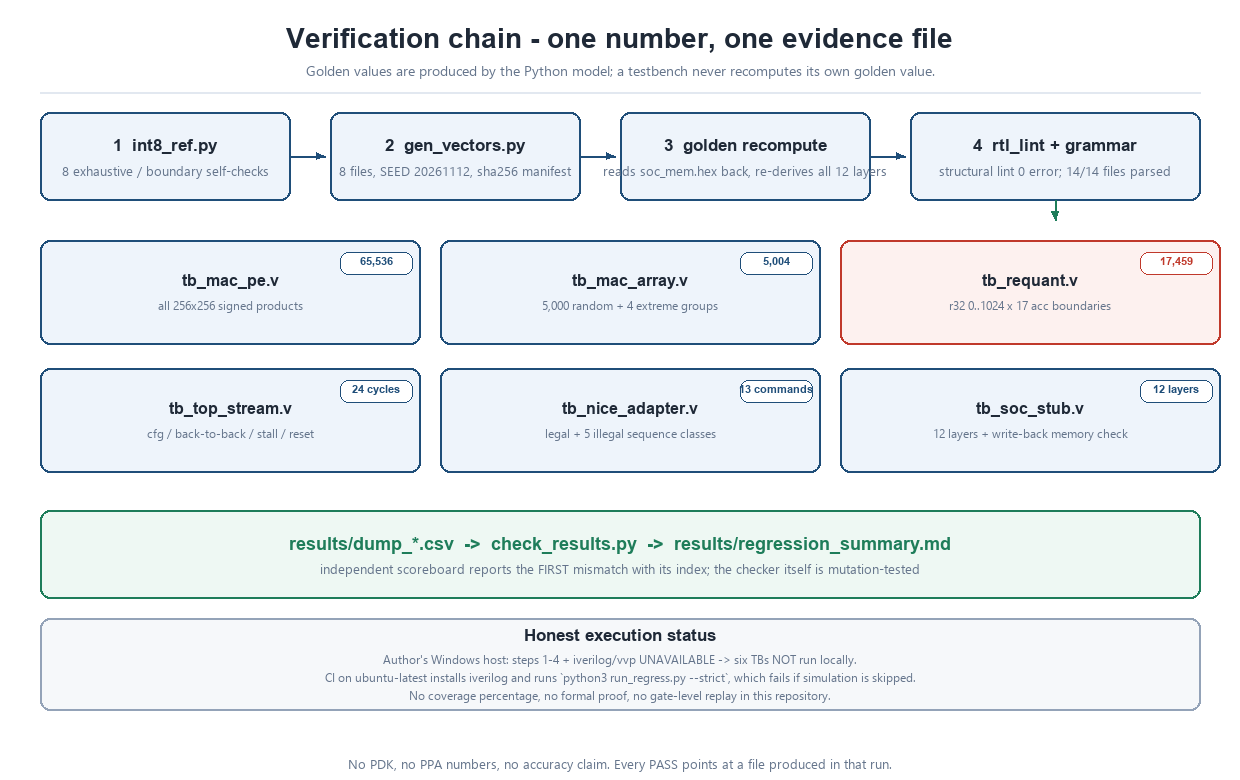 Verification chain - one number, one evidence file
Golden values are produced by the Python model; a testbench never recomputes its own golden value.
1 int8_ref.py
8 exhaustive / boundary self-checks
2 gen_vectors.py
8 files, SEED 20261112, sha256 manifest
3 golden recompute
reads soc_mem.hex back, re-derives all 12 layers
4 rtl_lint + grammar
structural lint 0 error; 14/14 files parsed
65,536
tb_mac_pe.v
all 256x256 signed products
5,004
tb_mac_array.v
5,000 random + 4 extreme groups
17,459
tb_requant.v
r32 0..1024 x 17 acc boundaries
24 cycles
tb_top_stream.v
cfg / back-to-back / stall / reset
13 commands
tb_nice_adapter.v
legal + 5 illegal sequence classes
12 layers
tb_soc_stub.v
12 layers + write-back memory check
results/dump_*.csv -> check_results.py -> results/regression_summary.md
independent scoreboard reports the FIRST mismatch with its index; the checker itself is mutation-tested
Honest execution status
Author's Windows host: steps 1-4 + iverilog/vvp UNAVAILABLE -> six TBs NOT run locally.
CI on ubuntu-latest installs iverilog and runs `python3 run_regress.py --strict`, which fails if simulation is skipped.
No coverage percentage, no formal proof, no gate-level replay in this repository.
No PDK, no PPA numbers, no accuracy claim. Every PASS points at a file produced in that run.